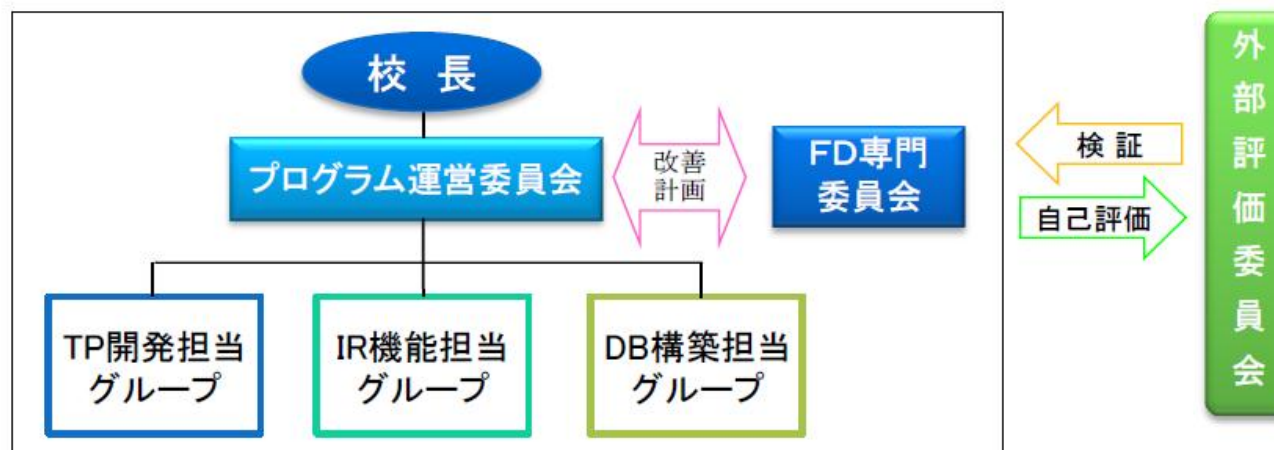 校 長
プログラム運営委員会
改善
計画
FD専門
委員会
TP開発担当
グループ
IR機能担当
グループ
DB構築担当
グループ
検 証
自己評価
外部評価委員会